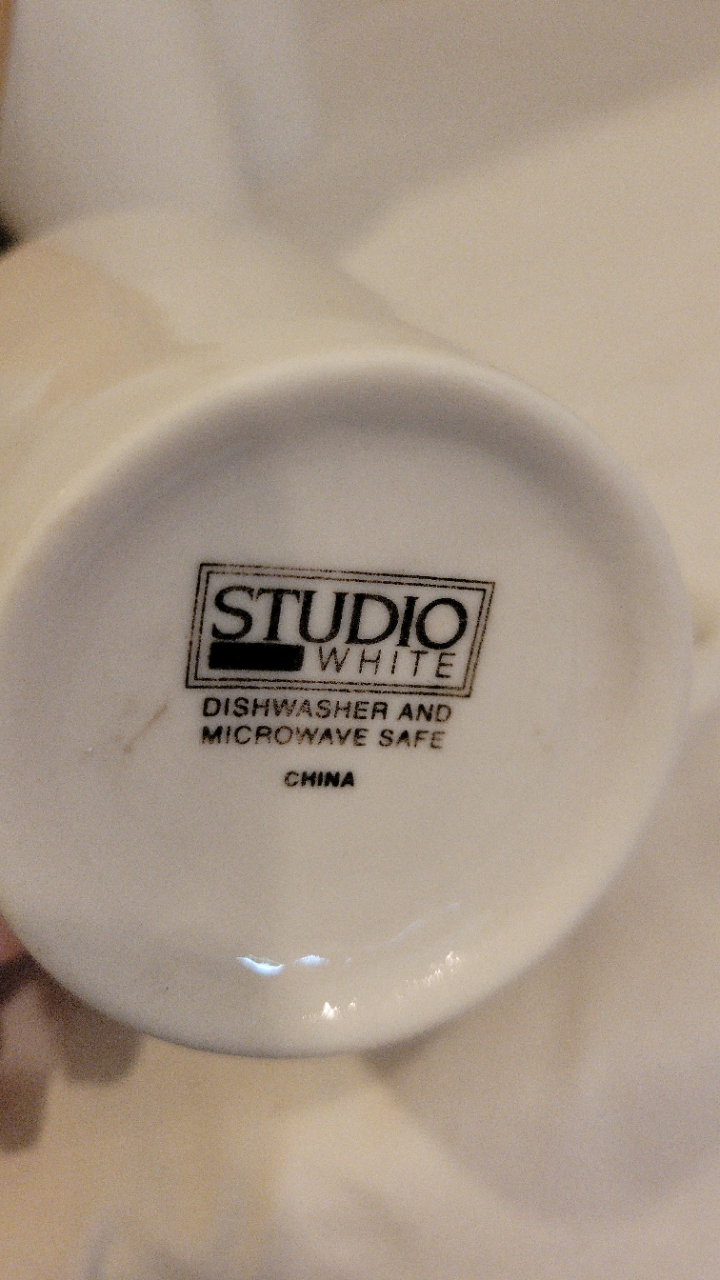 STUDIO
WHITE
DISHWASHER AND
MICROWAVE SAFE
CHINA